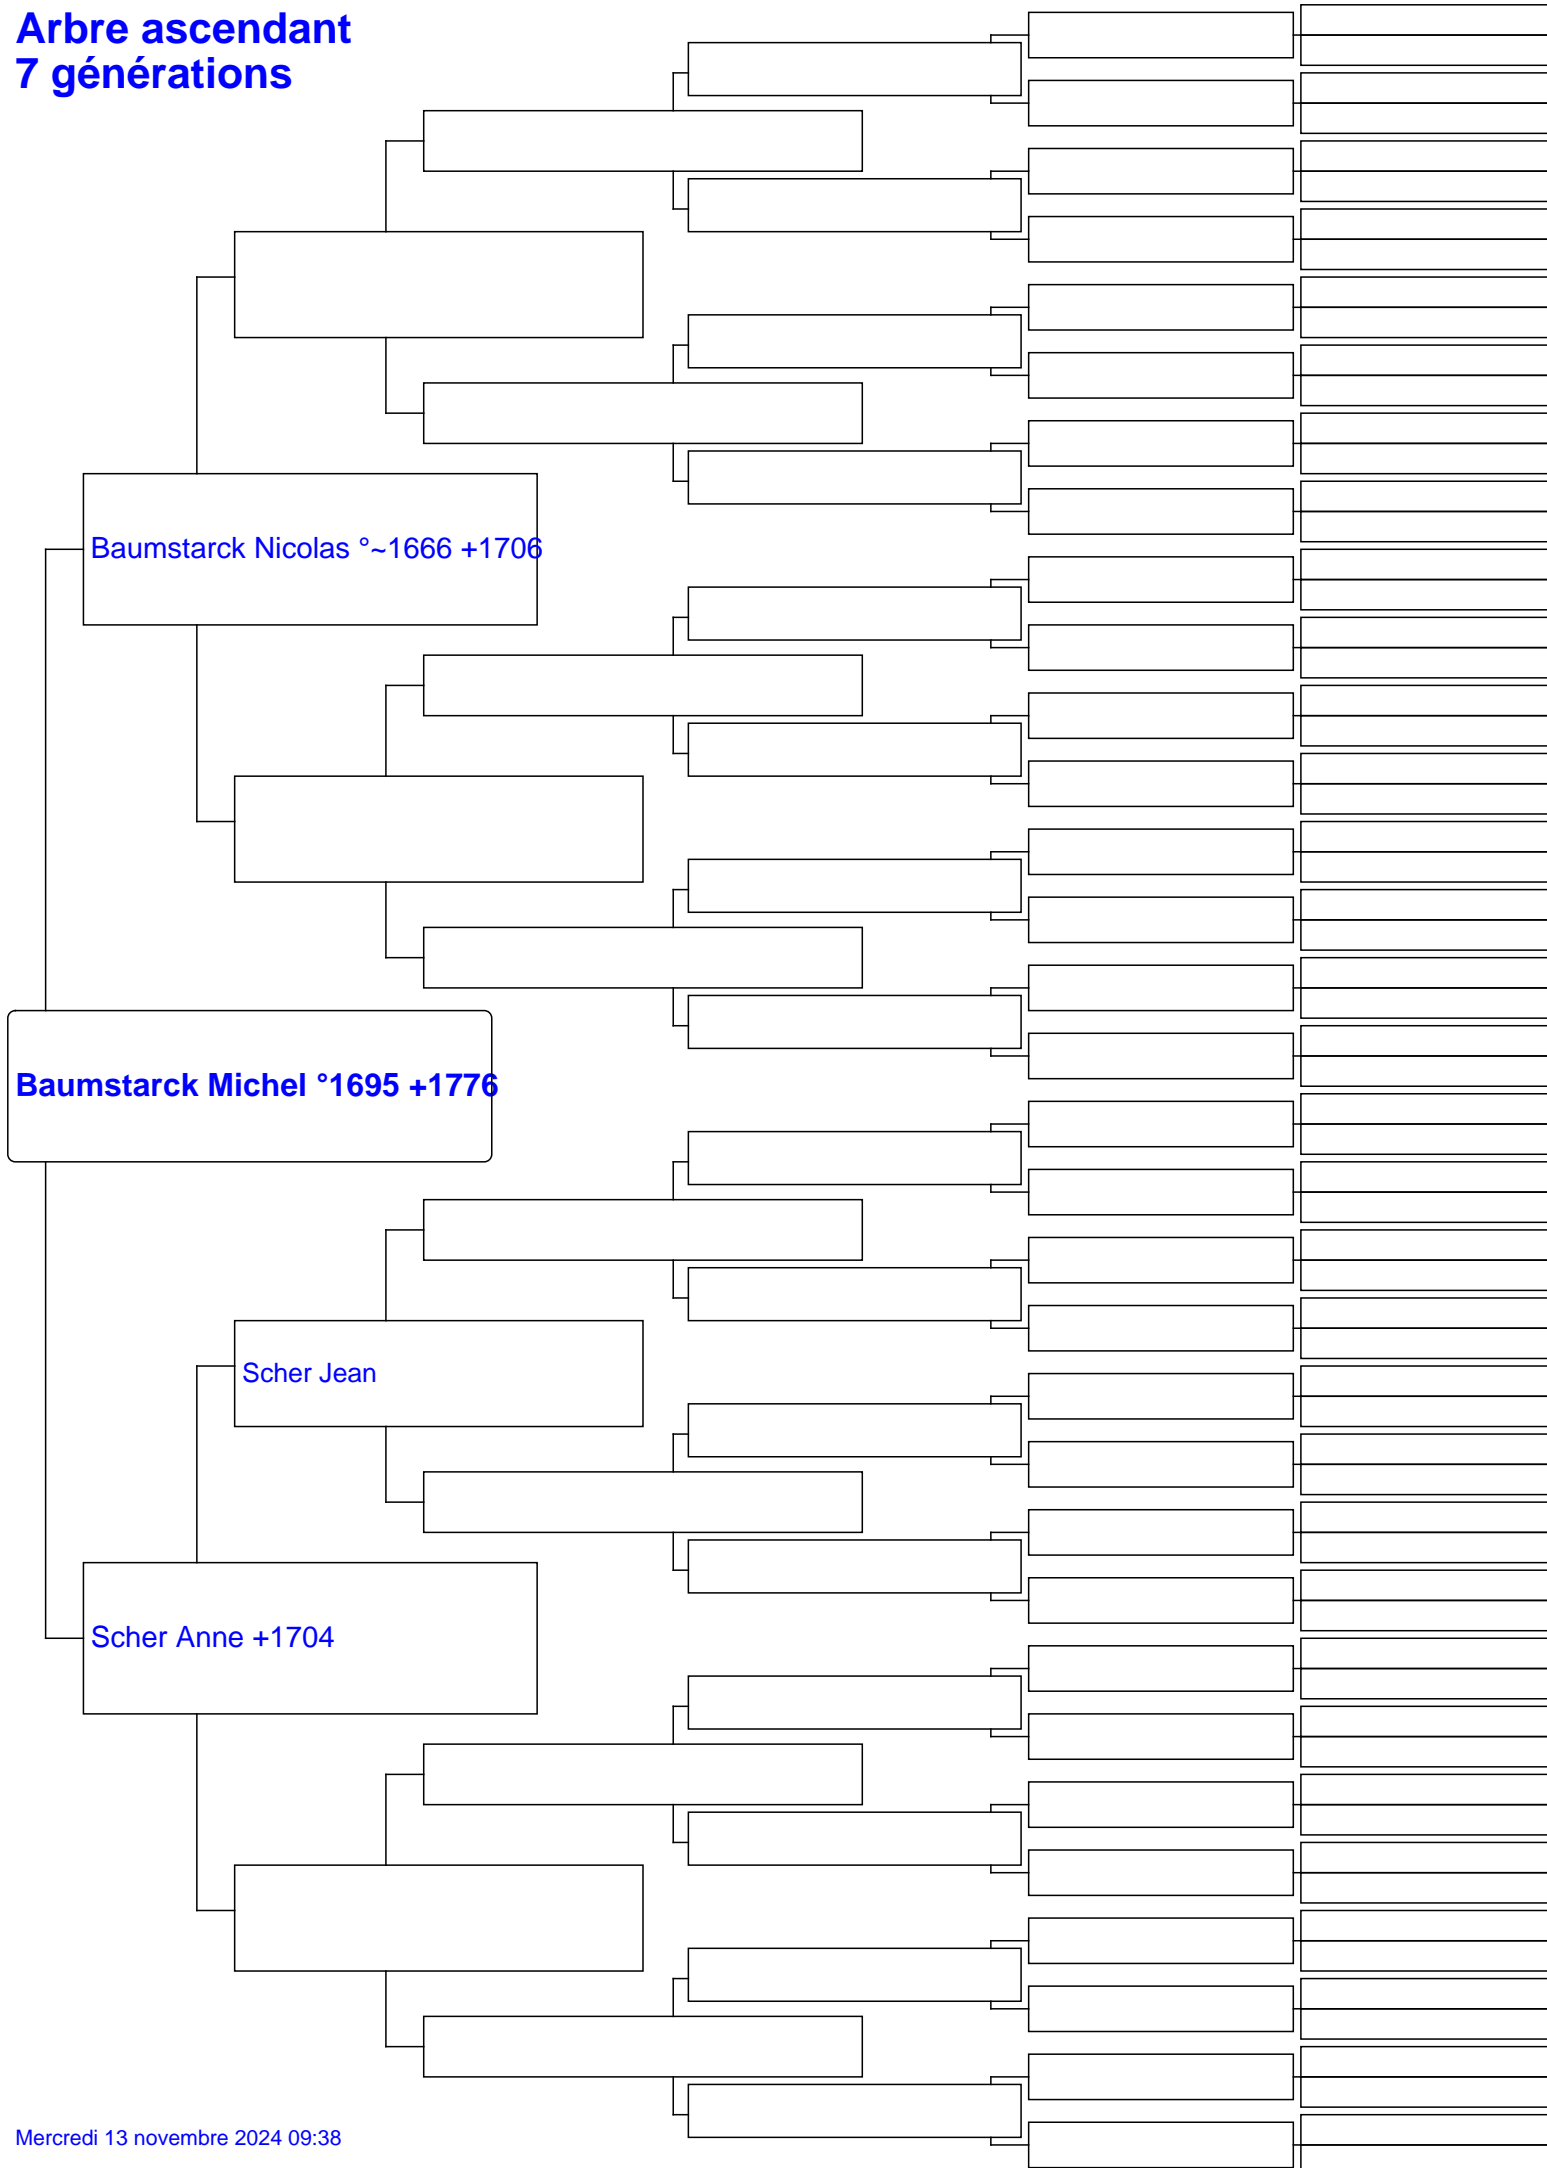 Arbre ascendant
7 générations
Baumstarck Nicolas °~1666 +1706
Baumstarck Michel °1695 +1776
Scher Jean
Scher Anne +1704
Mercredi 13 novembre 2024 09:38